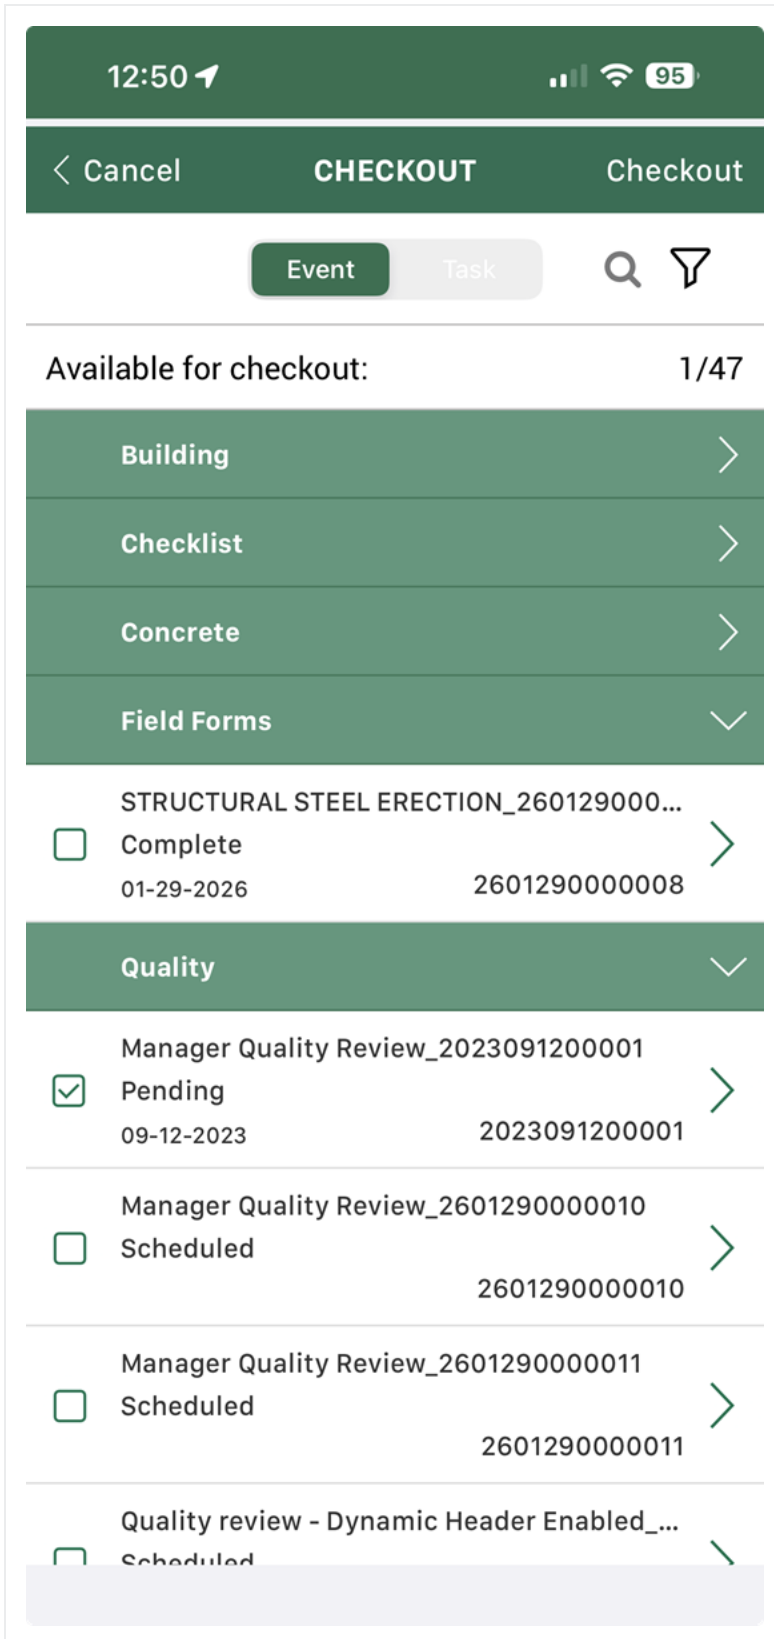 12:50
95
Cancel CHECKOUT Checkout
Event Task
Available for checkout: 1/47
Building
Checklist
Concrete
Field Forms
STRUCTURAL STEEL ERECTION_260129000...
Complete
01-29-2026 2601290000008
Quality
Manager Quality Review_2023091200001
Pending
09-12-2023 2023091200001
Manager Quality Review_2601290000010
Scheduled
2601290000010
Manager Quality Review_2601290000011
Scheduled
2601290000011
Quality review - Dynamic Header Enabled_...
Scheduled